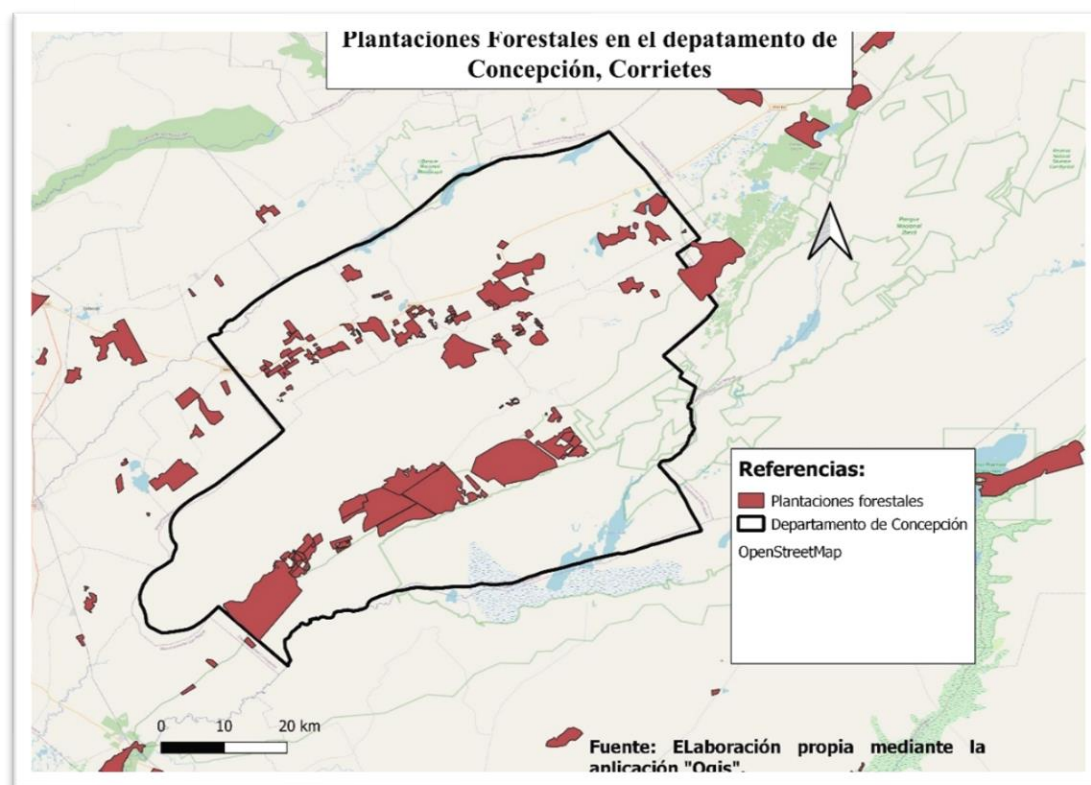 Plantaciones Forestales en el depatamento de
Concepción, Corrietes
Referencias:
Plantaciones forestales
Departamento de Concepción
OpenStreetMap
0 10 20 km
Fuente: ELaboración propia mediante la
aplicación "Qgis".